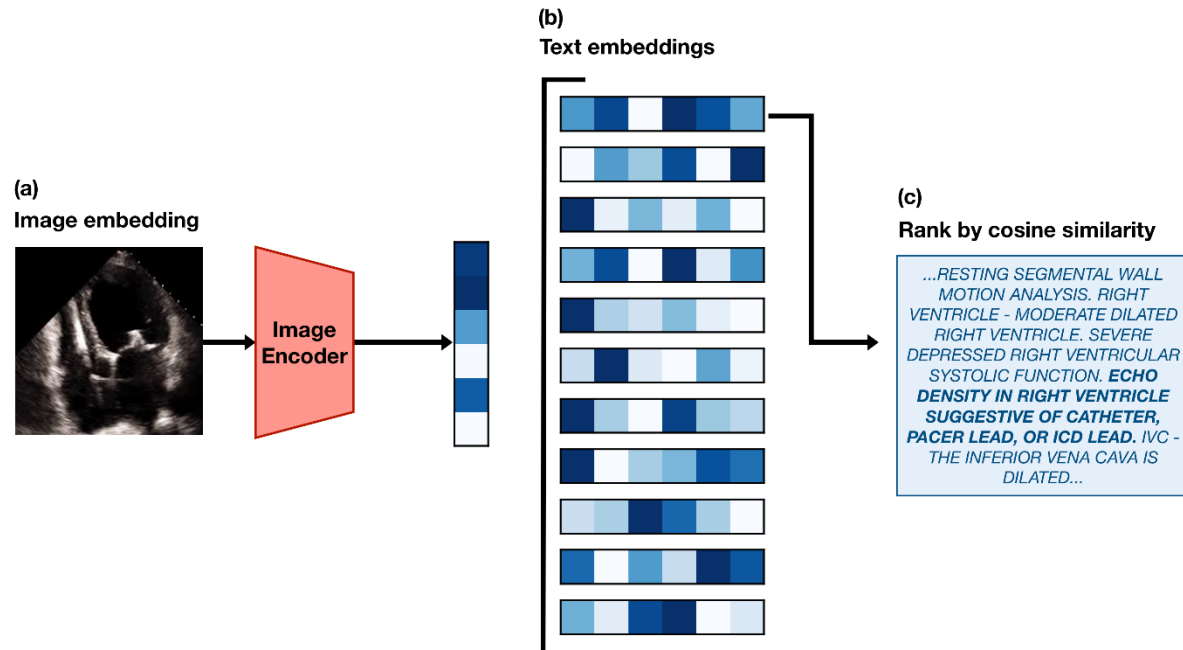 (a)
Image embedding
Image
Encoder
(b)
Text embeddings
(c)
Rank by cosine similarity
...RESTING SEGMENTAL WALL
MOTION ANALYSIS. RIGHT
VENTRICLE - MODERATE DILATED
RIGHT VENTRICLE. SEVERE
DEPRESSED RIGHT VENTRICULAR
SYSTOLIC FUNCTION. ECHO
DENSITY IN RIGHT VENTRICLE
SUGGESTIVE OF CATHETER,
PACER LEAD, OR ICD LEAD. IVC -
THE INFERIOR VENA CAVA IS
DILATED...